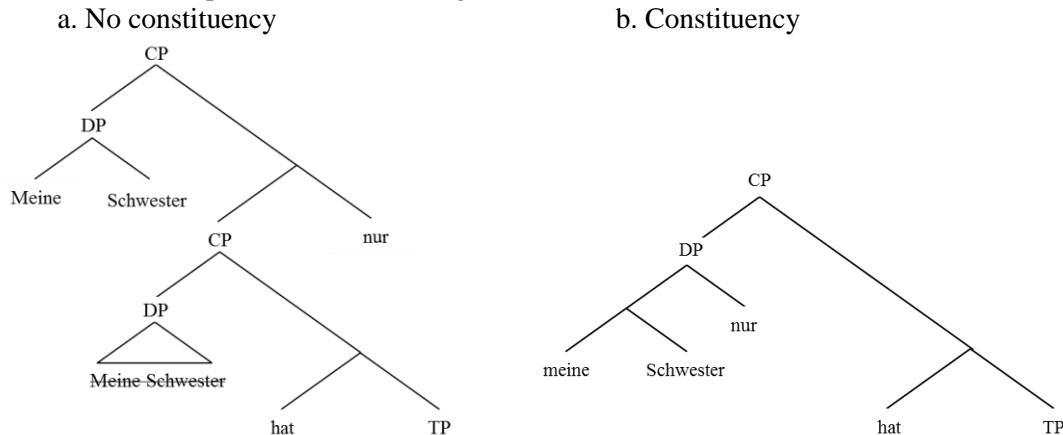 a. No constituency
b. Constituency
CP
DP
Meine Schwester
nur
CP
DP
Meine Schwester
hat TP
CP
DP
nur
meine Schwester
hat TP